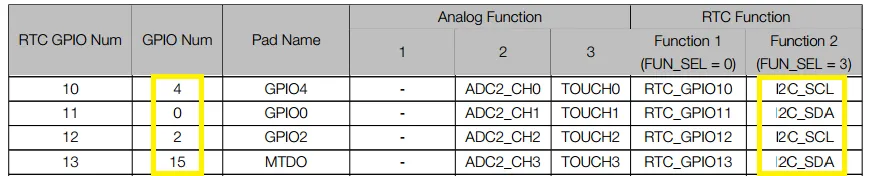 RTC GPIO Num GPIO Num Pad Name Analog Function RTC Function
1 2 3 Function 1 (FUN_SEL = 0) Function 2 (FUN_SEL = 3)
10 4 GPIO4 - ADC2_CH0 TOUCH0 RTC_GPIO10 I2C_SCL
11 0 GPIO0 - ADC2_CH1 TOUCH1 RTC_GPIO11 I2C_SDA
12 2 GPIO2 - ADC2_CH2 TOUCH2 RTC_GPIO12 I2C_SCL
13 15 MTDO - ADC2_CH3 TOUCH3 RTC_GPIO13 I2C_SDA